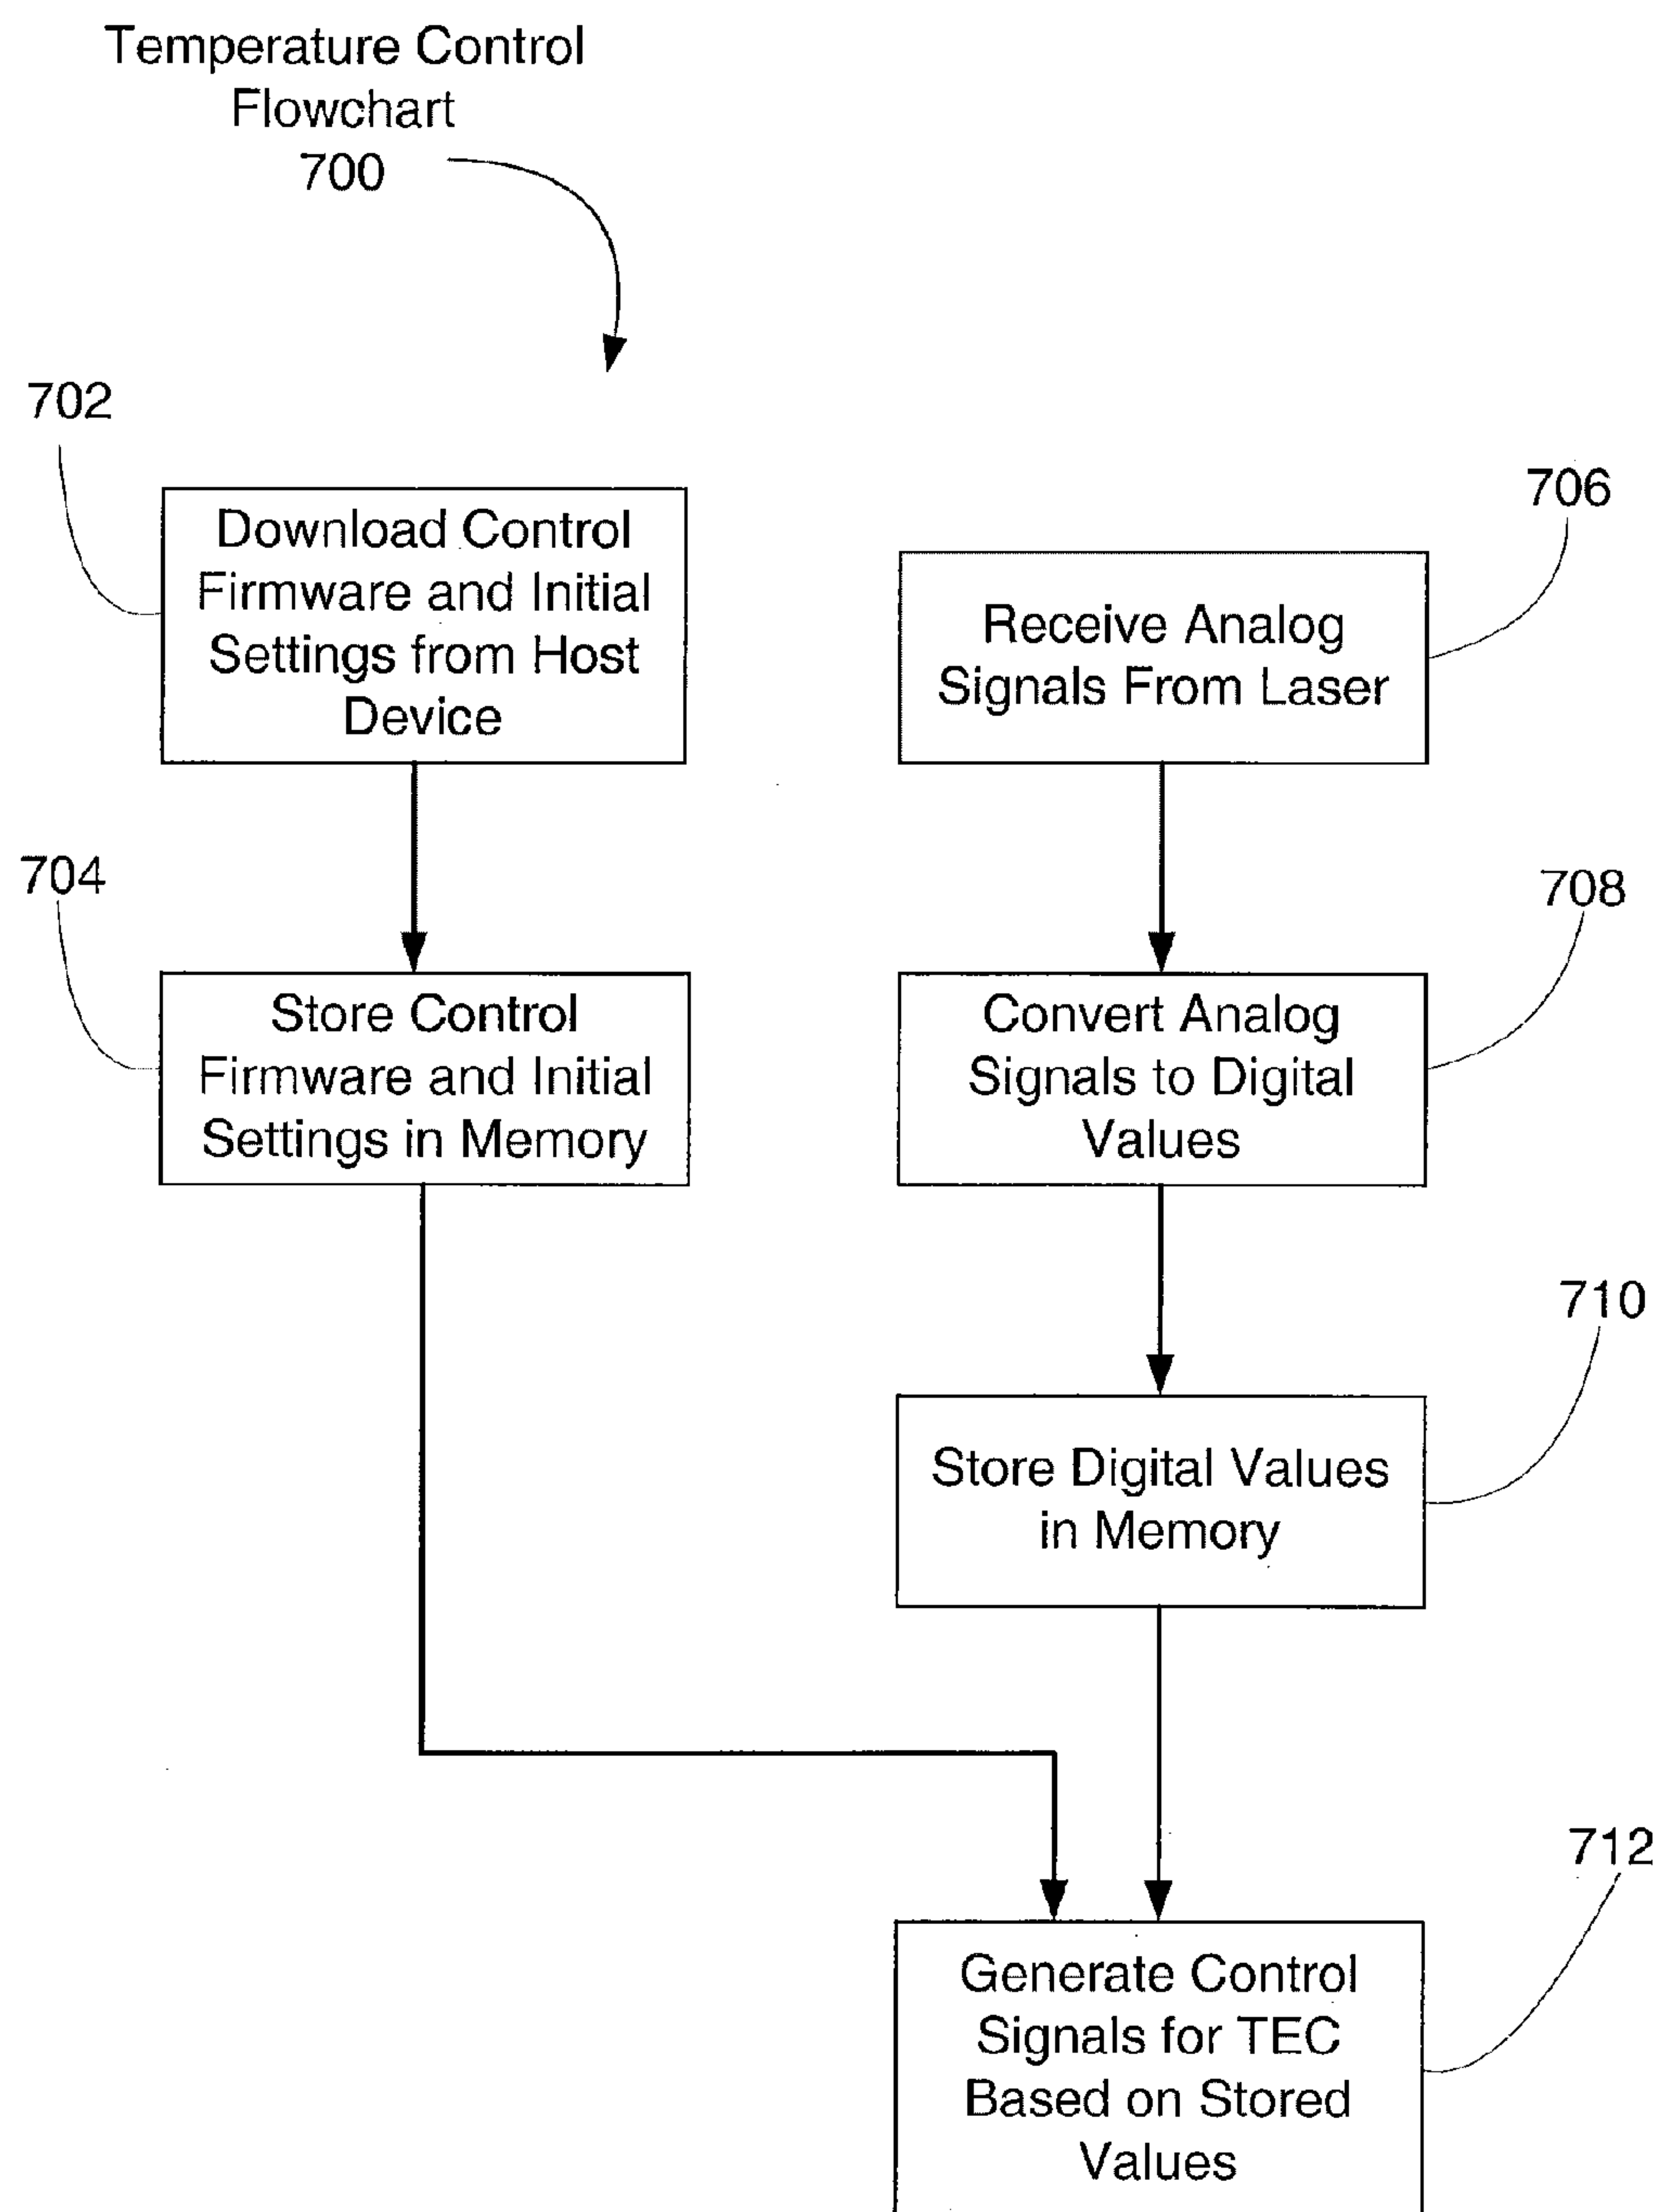 Temperature Control
Flowchart
700
702
Download Control
Firmware and Initial
Settings from Host
Device
706
Receive Analog
Signals From Laser
704
Store Control
Firmware and Initial
Settings in Memory
708
Convert Analog
Signals to Digital
Values
710
Store Digital Values
in Memory
712
Generate Control
Signals for TEC
Based on Stored
Values